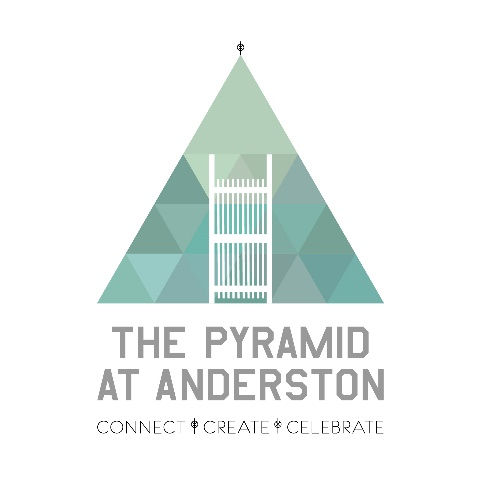 THE PYRAMID
AT ANDERSTON
CONNECT CREATE CELEBRATE